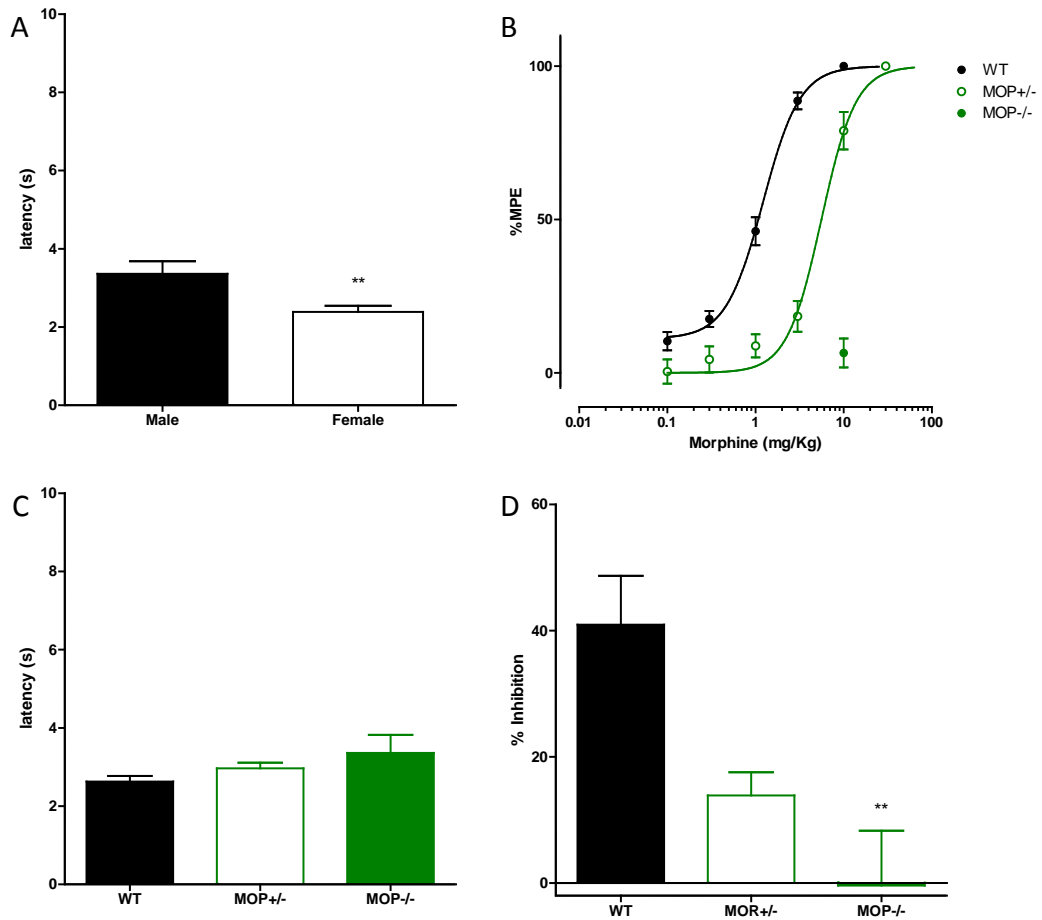 A
10
8
6
4
2
0
latency (s)
**
Male Female
B
100
50
0
%MPE
0.01 0.1 1 10 100
Morphine (mg/Kg)
WT
MOP+/-
MOP-/-
C
10
8
6
4
2
0
latency (s)
WT MOP+/- MOP-/-
D
60
40
20
0
% Inhibition
**
WT MOR+/- MOP-/-